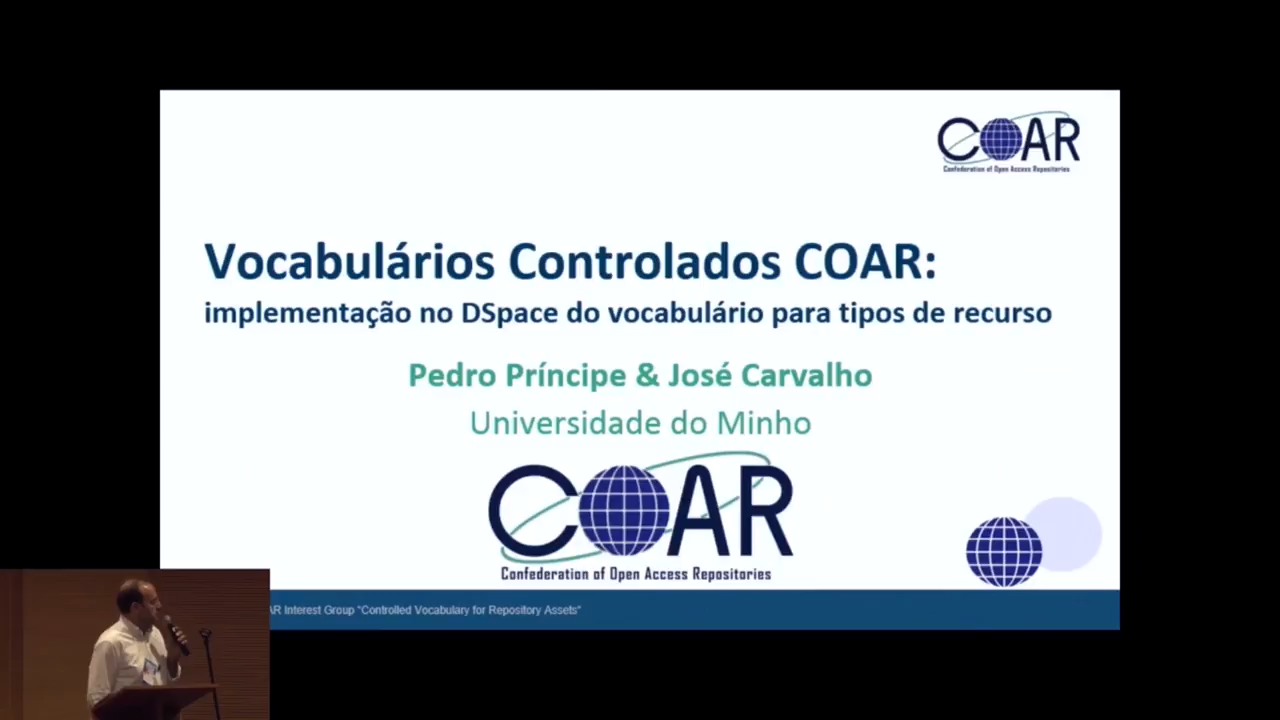 COAR
Confederation of Open Access Repositories
Vocabulários Controlados COAR:
implementação no DSpace do vocabulário para tipos de recurso
Pedro Príncipe & José Carvalho
Universidade do Minho
COAR
Confederation of Open Access Repositories
AR Interest Group "Controlled Vocabulary for Repository Assets"